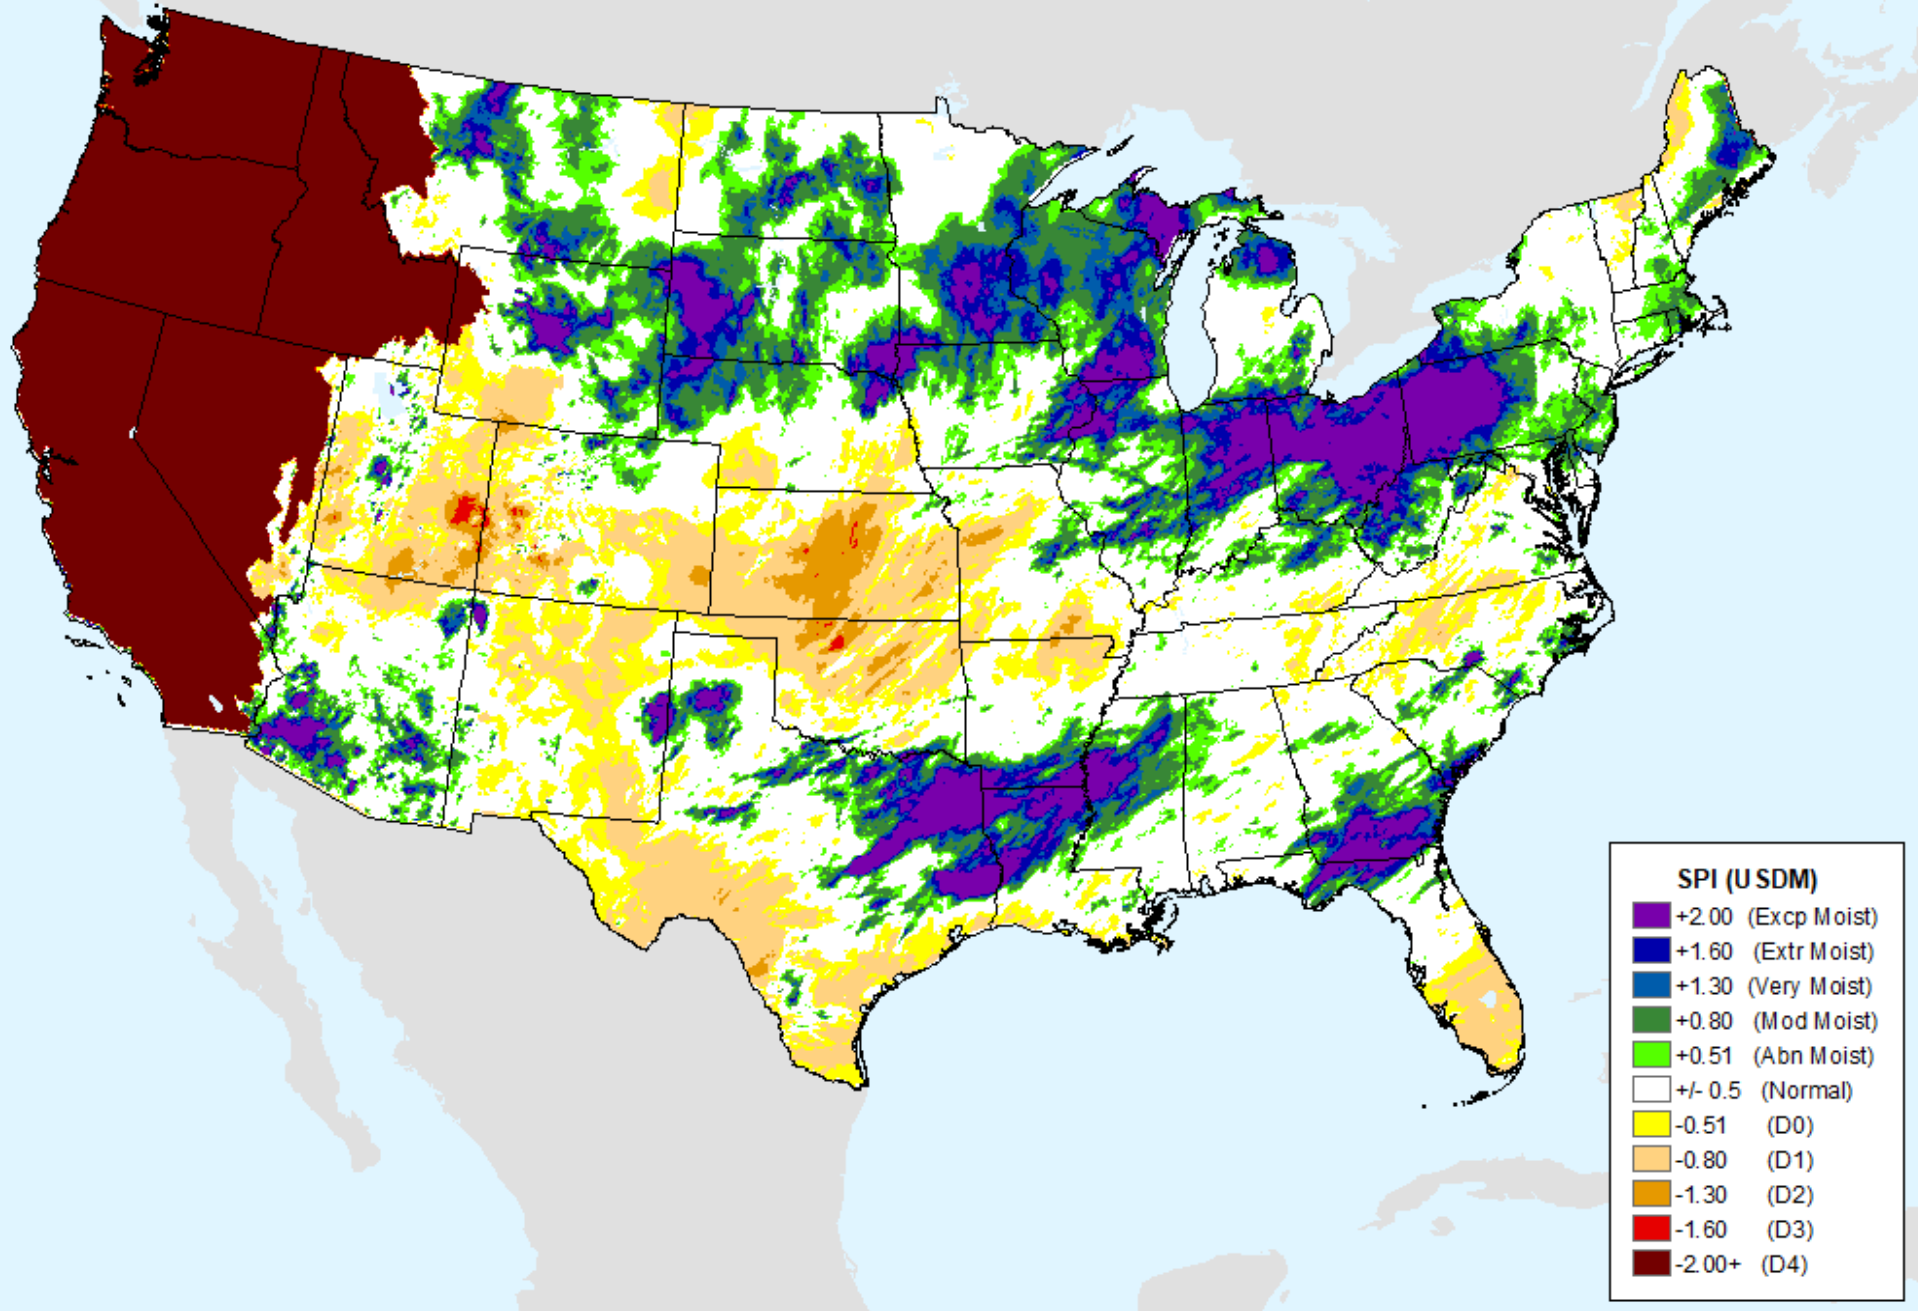 SPI (USDM)
+2.00 (Excp Moist)
+1.60 (Extr Moist)
+1.30 (Very Moist)
+0.80 (Mod Moist)
+0.51 (Abn Moist)
+/- 0.5 (Normal)
-0.51 (D0)
-0.80 (D1)
-1.30 (D2)
-1.60 (D3)
-2.00+ (D4)